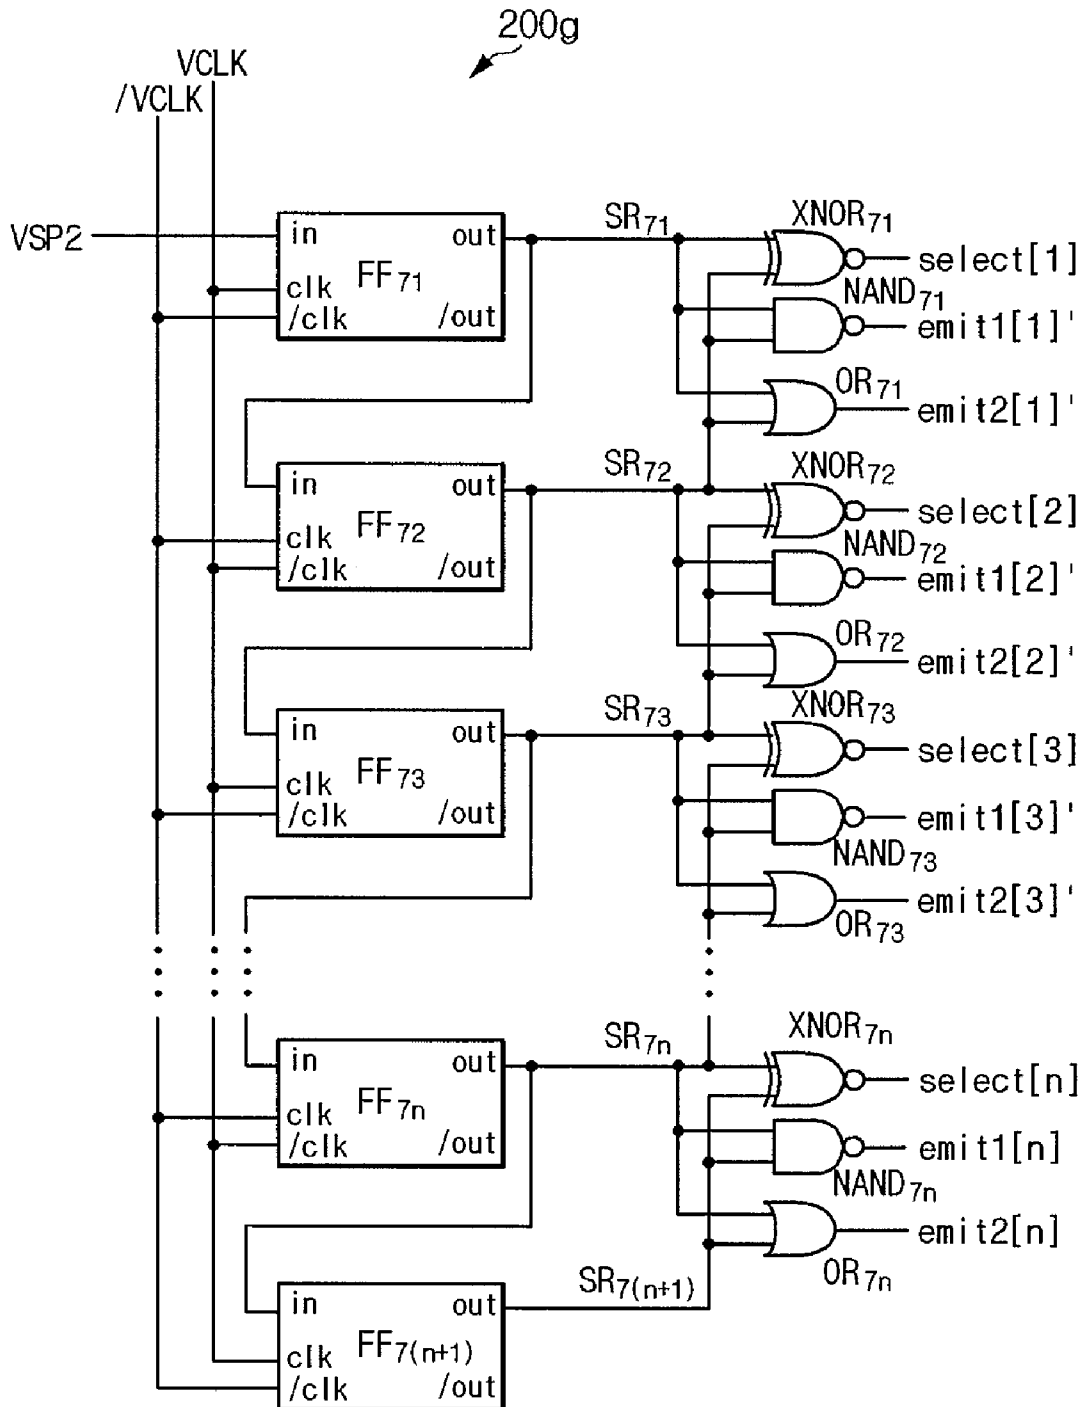 200g
VCLK
/VCLK
VSP2
in out
FF71
clk
/clk /out
SR71
XNOR71
select[1]
NAND71
emit1[1]'
OR71
emit2[1]'
in out
FF72
clk
/clk /out
SR72
XNOR72
select[2]
NAND72
emit1[2]'
OR72
emit2[2]'
in out
FF73
clk
/clk /out
SR73
XNOR73
select[3]
emit1[3]'
NAND73
emit2[3]'
OR73
in out
FF7n
clk
/clk /out
SR7n
XNOR7n
select[n]
emit1[n]
NAND7n
emit2[n]
OR7n
SR7(n+1)
in out
FF7(n+1)
clk
/clk /out